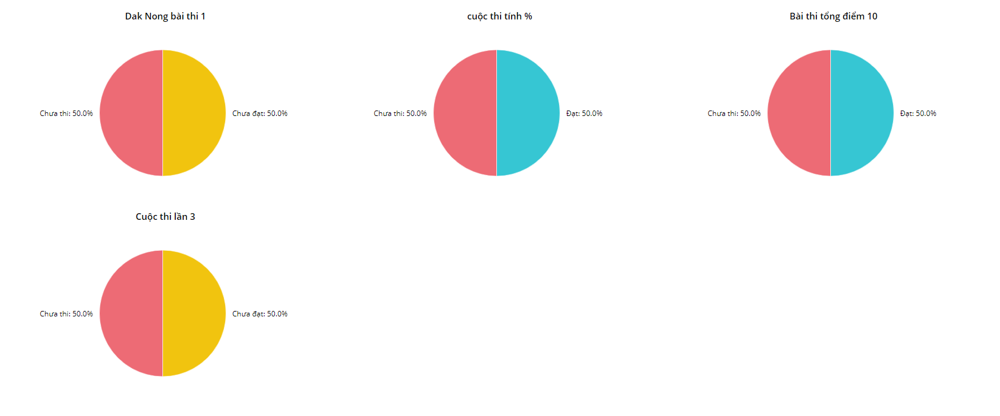 Dak Nong bài thi 1
Chưa thi: 50.0%
Chưa đạt: 50.0%
cuộc thi tính %
Chưa thi: 50.0%
Đạt: 50.0%
Bài thi tổng điểm 10
Chưa thi: 50.0%
Đạt: 50.0%
Cuộc thi lần 3
Chưa thi: 50.0%
Chưa đạt: 50.0%